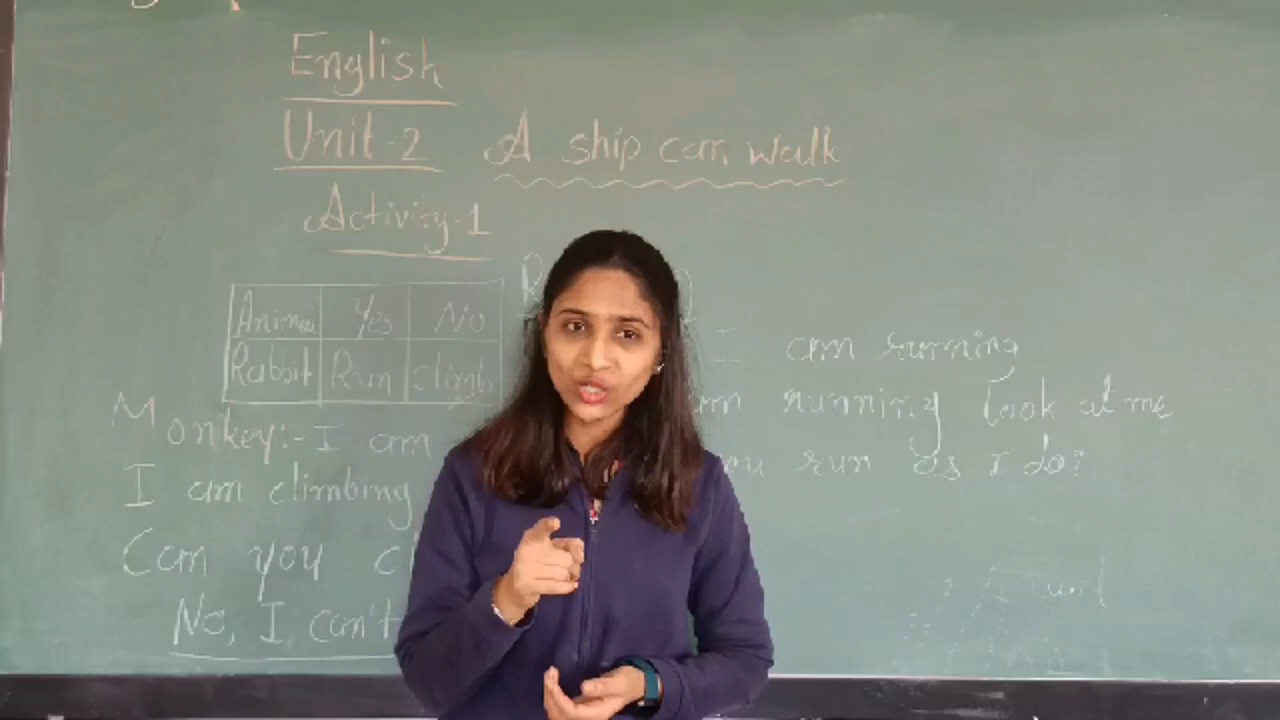 English
Unit-2 A ship can walk
Activity-1
Animal Yes No
Rabbit Run climb
I am running
am running look at me
run as I do?
Monkey:- I am
I am climbing
Can you
No, I can't